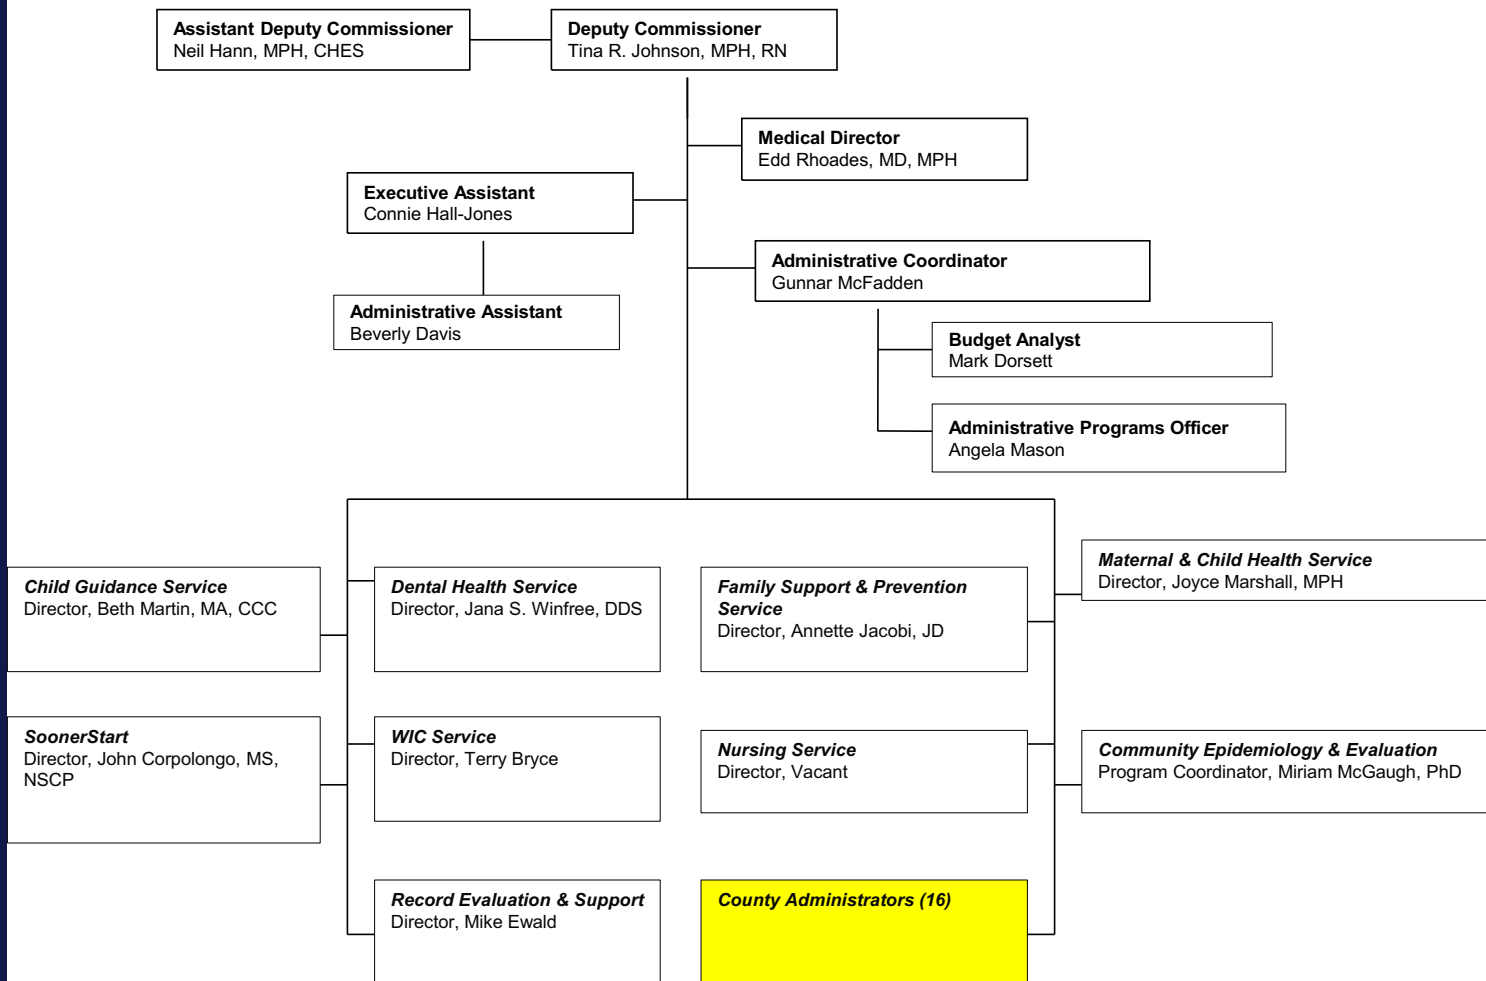 Assistant Deputy Commissioner
Neil Hann, MPH, CHES
Deputy Commissioner
Tina R. Johnson, MPH, RN
Medical Director
Edd Rhoades, MD, MPH
Executive Assistant
Connie Hall-Jones
Administrative Coordinator
Gunnar McFadden
Administrative Assistant
Beverly Davis
Budget Analyst
Mark Dorsett
Administrative Programs Officer
Angela Mason
Child Guidance Service
Director, Beth Martin, MA, CCC
Dental Health Service
Director, Jana S. Winfree, DDS
Family Support & Prevention
Service
Director, Annette Jacobi, JD
Maternal & Child Health Service
Director, Joyce Marshall, MPH
SoonerStart
Director, John Corpolongo, MS,
NSCP
WIC Service
Director, Terry Bryce
Nursing Service
Director, Vacant
Community Epidemiology & Evaluation
Program Coordinator, Miriam McGaugh, PhD
Record Evaluation & Support
Director, Mike Ewald
County Administrators (16)